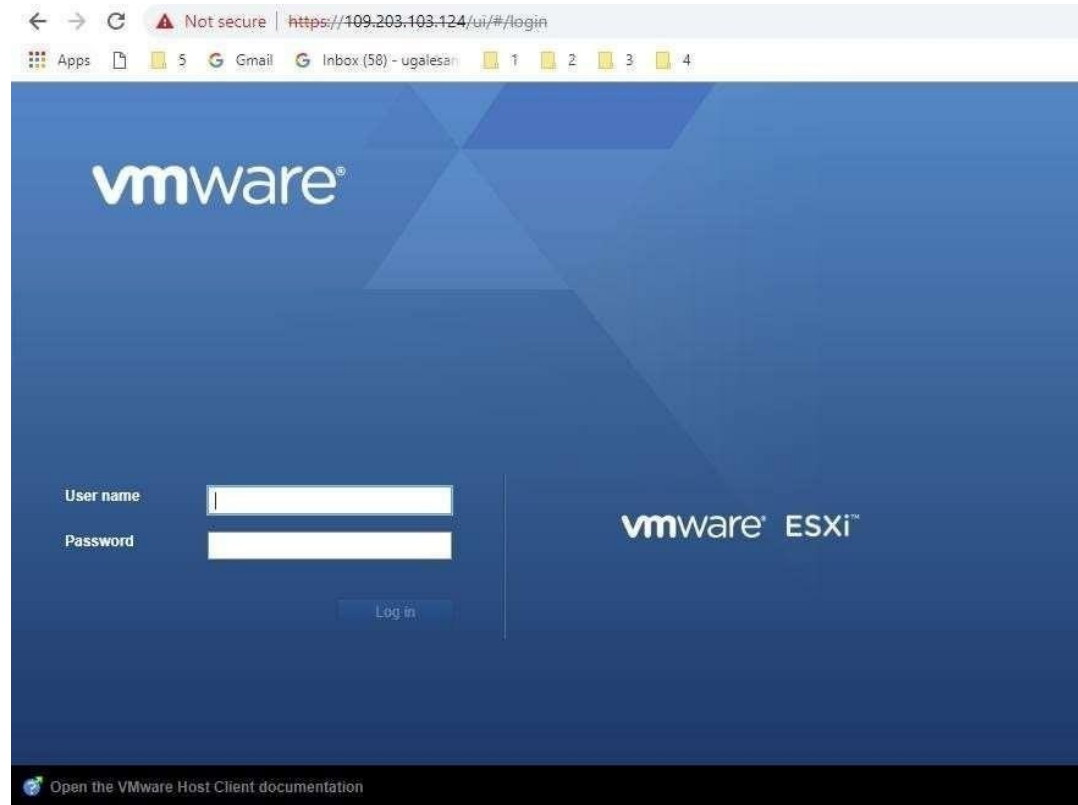 Not secure | https://109.203.103.124/ui/#/login
Apps 5 Gmail Inbox (58) - ugalesan 1 2 3 4
vmware®
User name
Password
vmware® ESXi™
Log in
Open the VMware Host Client documentation